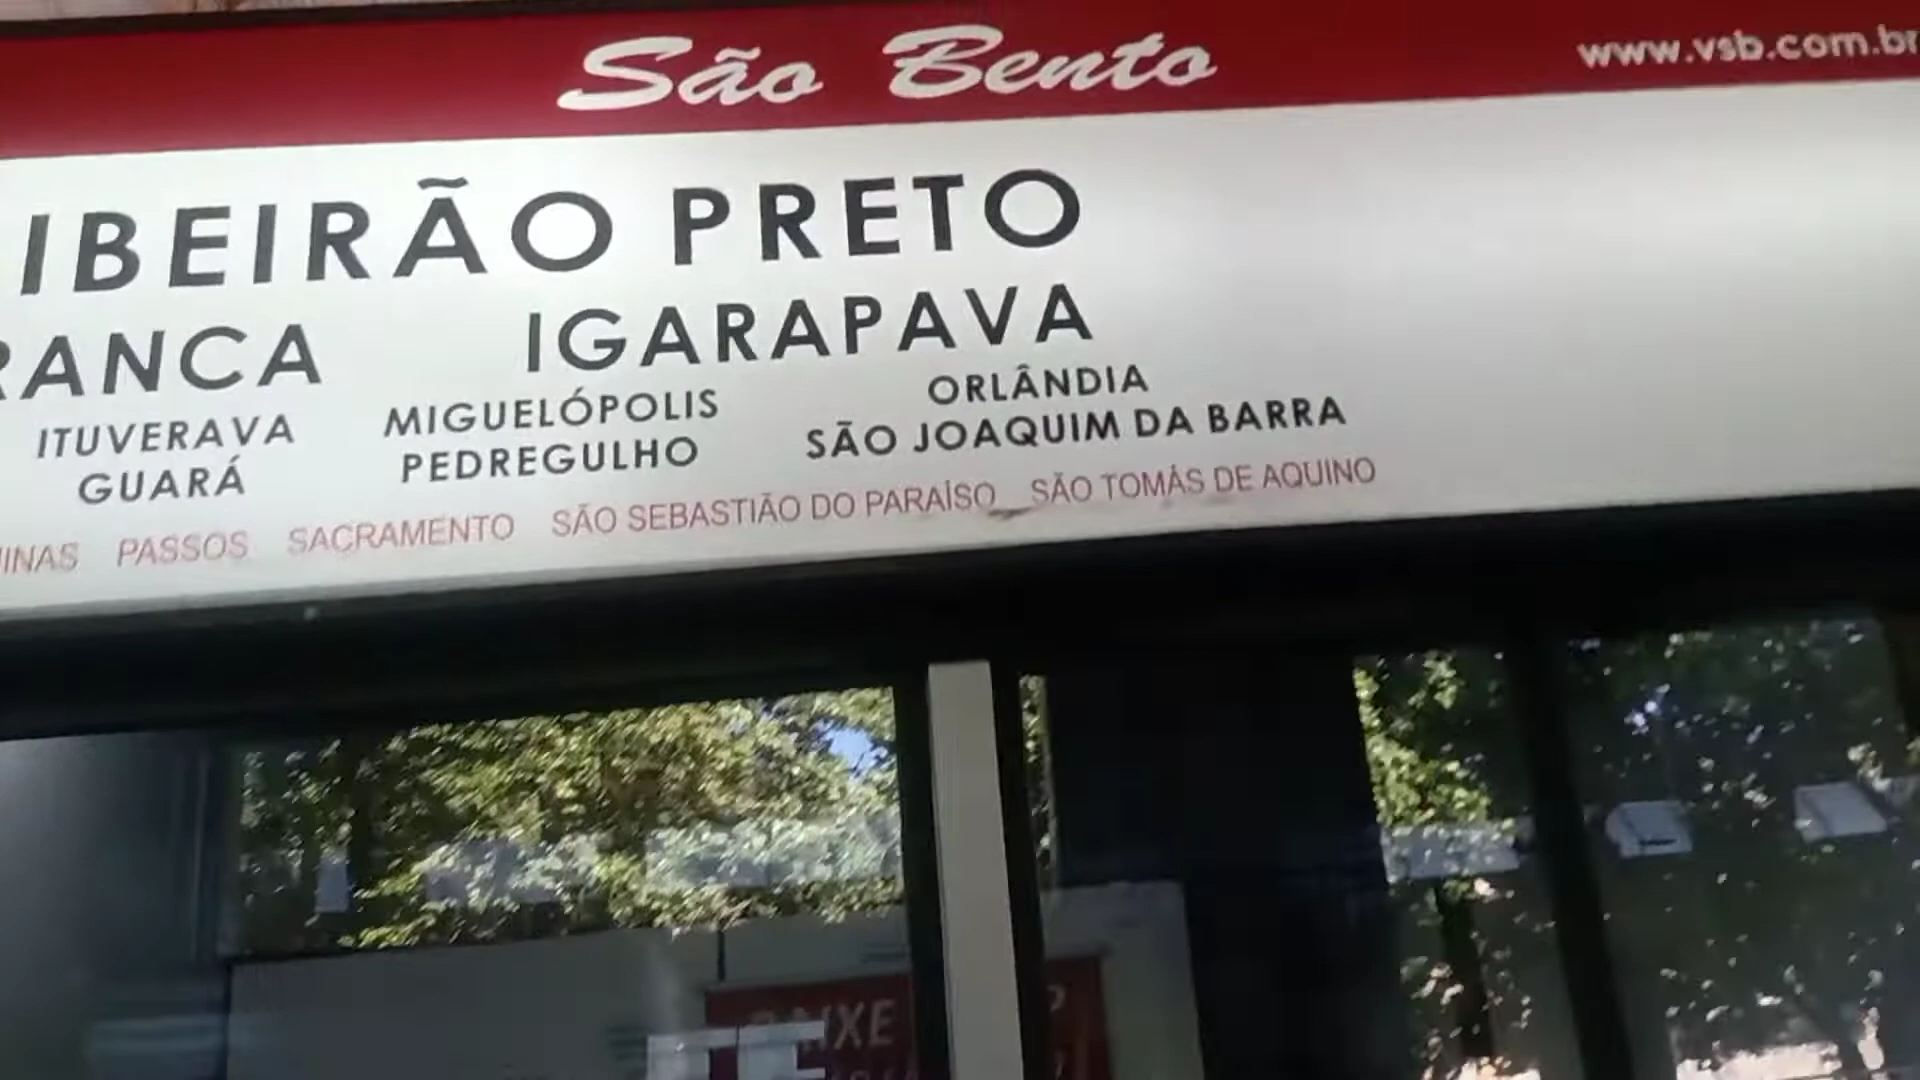 São Bento www.vsb.com.br
IBEIRÃO PRETO
RANCA IGARAPAVA
ITUVERAVA MIGUELÓPOLIS ORLÂNDIA
GUARÁ PEDREGULHO SÃO JOAQUIM DA BARRA
INAS PASSOS SACRAMENTO SÃO SEBASTIÃO DO PARAÍSO SÃO TOMÁS DE AQUINO